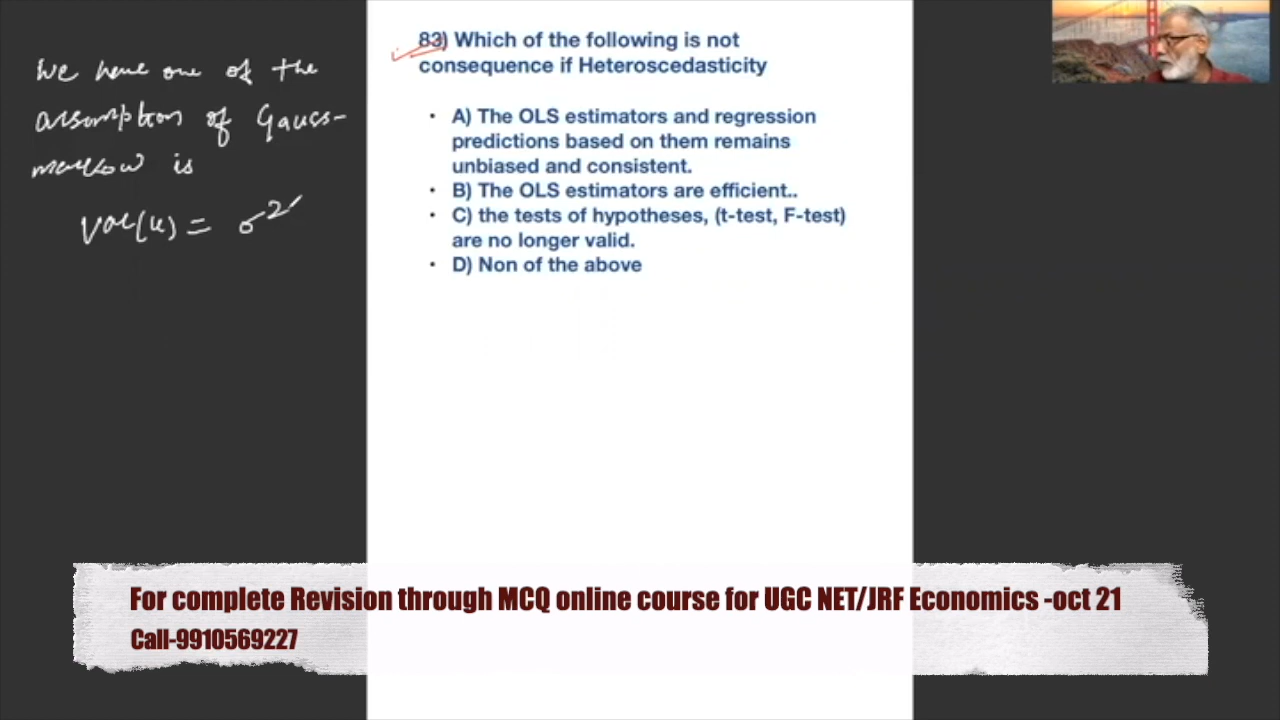 We have one of the
assumption of Gauss-
markow is
Var(u) = σ²
83) Which of the following is not
consequence if Heteroscedasticity
• A) The OLS estimators and regression
predictions based on them remains
unbiased and consistent.
• B) The OLS estimators are efficient..
• C) the tests of hypotheses, (t-test, F-test)
are no longer valid.
• D) Non of the above
For complete Revision through MCQ online course for UGC NET/JRF Economics -oct 21
Call-9910569227